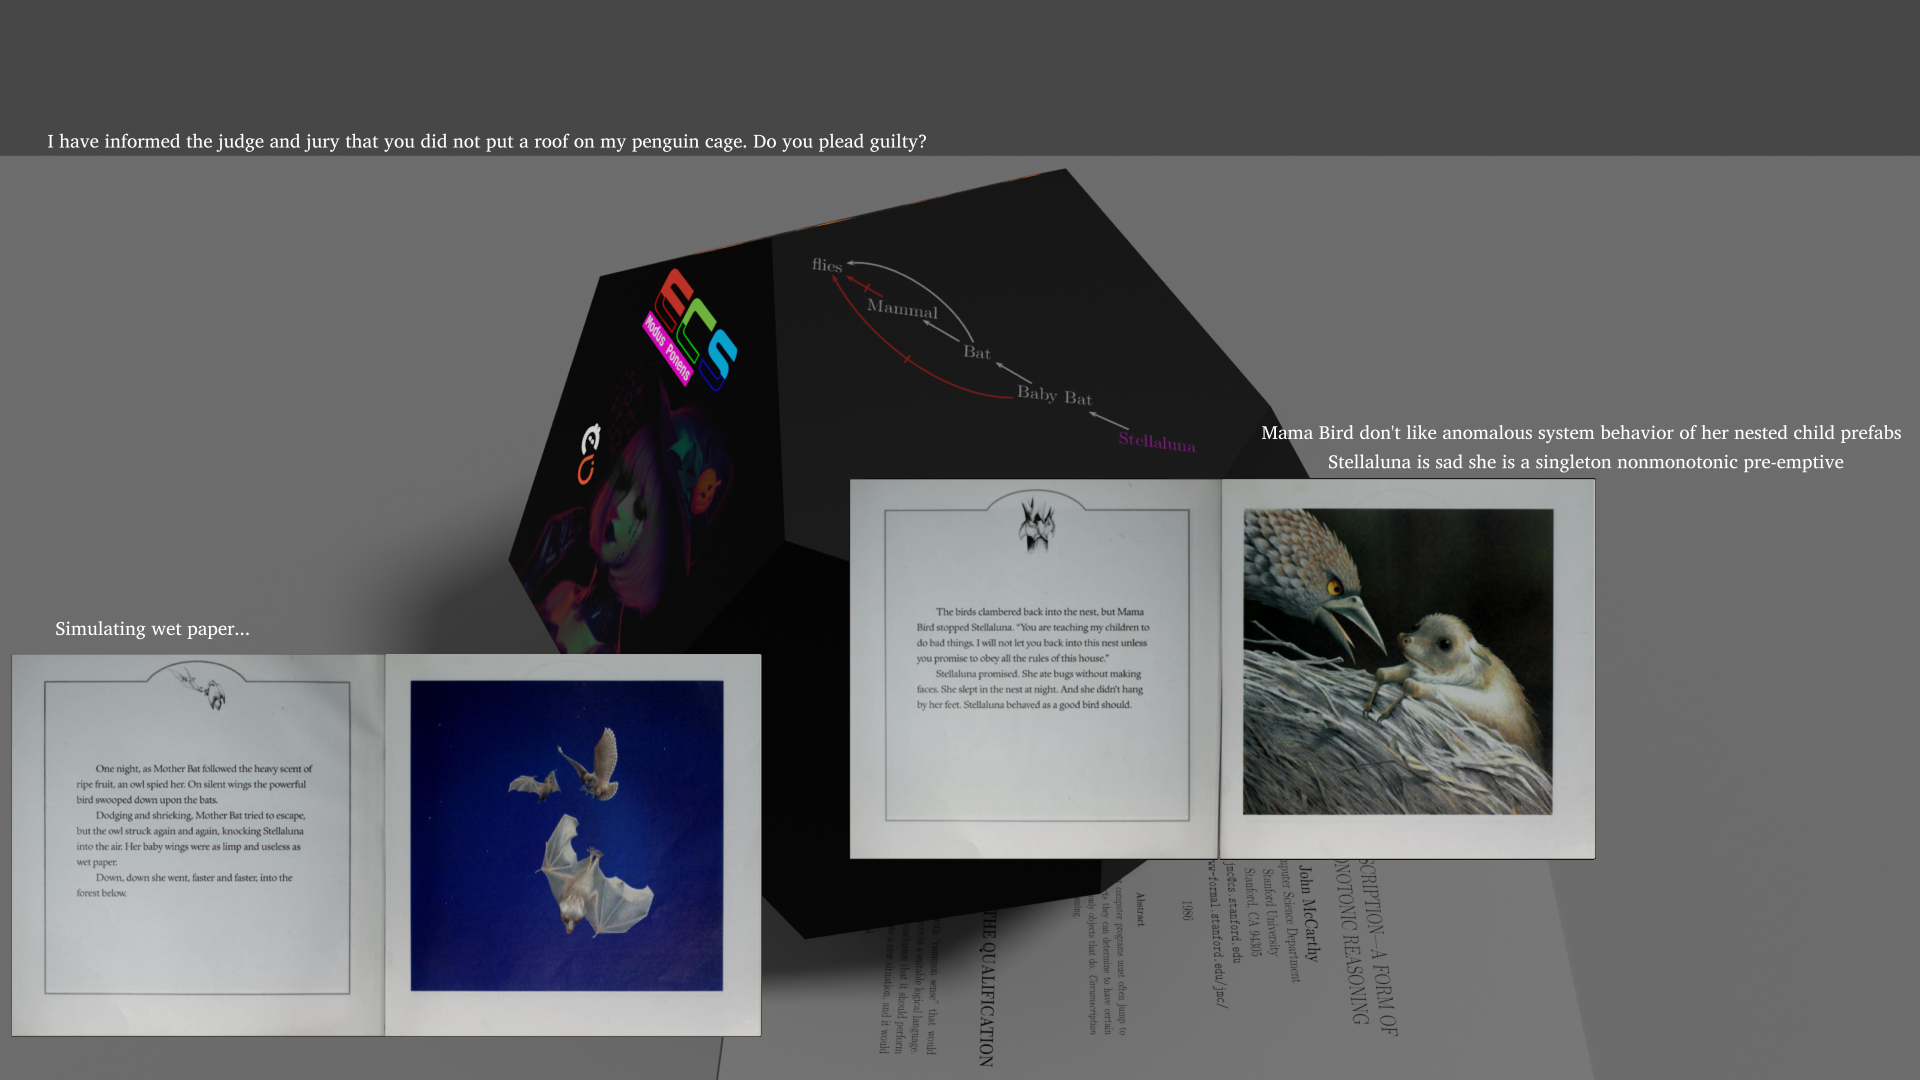 I have informed the judge and jury that you did not put a roof on my penguin cage. Do you plead guilty?
flies
Mammal
Bat
Baby Bat
Stellaluna
mcs
Modus Ponens
Mama Bird don't like anomalous system behavior of her nested child prefabs
Stellaluna is sad she is a singleton nonmonotonic pre-emptive
The birds clambered back into the nest, but Mama
Bird stopped Stellaluna. "You are teaching my children to
do bad things. I will not let you back into this nest unless
you promise to obey all the rules of this house."
Stellaluna promised. She ate bugs without making
faces. She slept in the nest at night. And she didn't hang
by her feet. Stellaluna behaved as a good bird should.
Simulating wet paper...
One night, as Mother Bat followed the heavy scent of
ripe fruit, an owl spied her. On silent wings the powerful
bird swooped down upon the bats.
Dodging and shrieking, Mother Bat tried to escape,
but the owl struck again and again, knocking Stellaluna
into the air. Her baby wings were as limp and useless as
wet paper.
Down, down she went, faster and faster, into the
forest below.
SCRIPTION—A FORM OF
NOTONIC REASONING
John McCarthy
puter Science Department
Stanford University
Stanford, CA 94305
jmc@cs.stanford.edu
ww-formal.stanford.edu/jmc/
1986
Abstract
computer programs must often jump to
they can determine to have certain
only objects that do. Circumscription
THE QUALIFICATION
"common sense" that would
in a suitable logical language.
that it should perform
a new situation, and it would